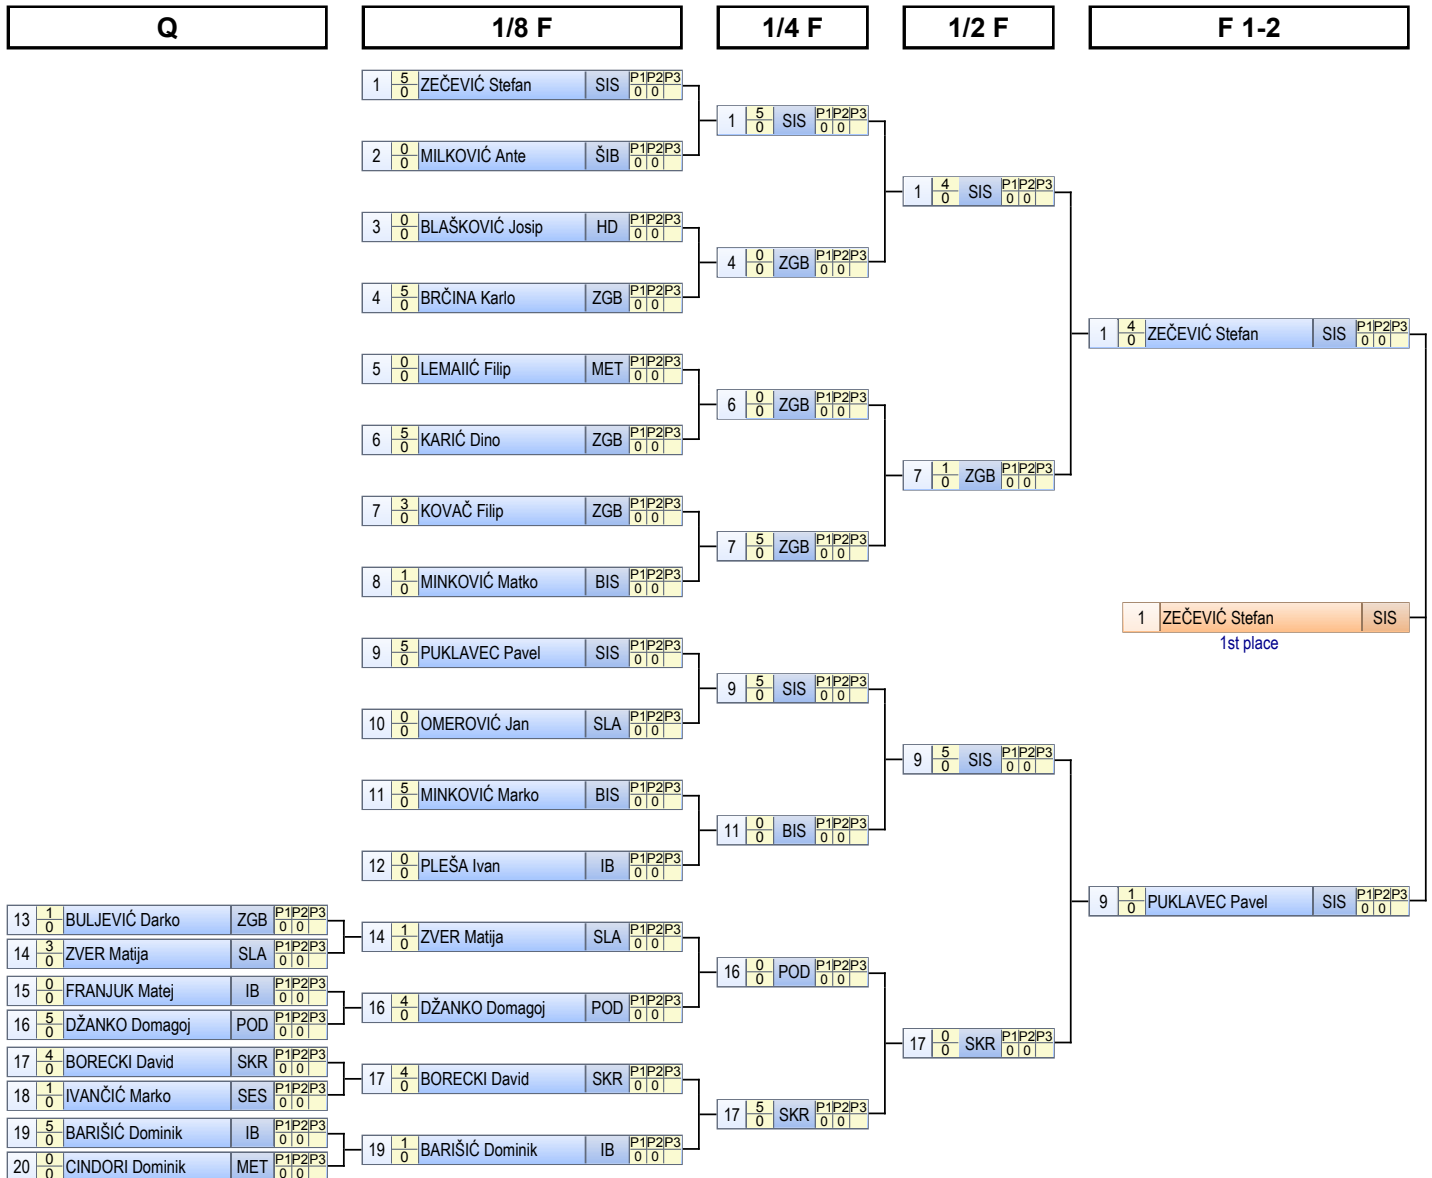 Q 1/8 F 1/4 F 1/2 F F 1-2
1 5 0 ZEČEVIĆ Stefan SIS P1 P2 P3 0 0
1 5 0 SIS P1 P2 P3 0 0
2 0 0 MILKOVIĆ Ante ŠIB P1 P2 P3 0 0
1 4 0 SIS P1 P2 P3 0 0
3 0 0 BLAŠKOVIĆ Josip HD P1 P2 P3 0 0
4 0 0 ZGB P1 P2 P3 0 0
4 5 0 BRČINA Karlo ZGB P1 P2 P3 0 0
1 4 0 ZEČEVIĆ Stefan SIS P1 P2 P3 0 0
5 0 0 LEMAIIĆ Filip MET P1 P2 P3 0 0
6 0 0 ZGB P1 P2 P3 0 0
6 5 0 KARIĆ Dino ZGB P1 P2 P3 0 0
7 1 0 ZGB P1 P2 P3 0 0
7 3 0 KOVAČ Filip ZGB P1 P2 P3 0 0
7 5 0 ZGB P1 P2 P3 0 0
8 1 0 MINKOVIĆ Matko BIS P1 P2 P3 0 0
1 ZEČEVIĆ Stefan SIS
1st place
9 5 0 PUKLAVEC Pavel SIS P1 P2 P3 0 0
9 5 0 SIS P1 P2 P3 0 0
10 0 0 OMEROVIĆ Jan SLA P1 P2 P3 0 0
9 5 0 SIS P1 P2 P3 0 0
11 5 0 MINKOVIĆ Marko BIS P1 P2 P3 0 0
11 0 0 BIS P1 P2 P3 0 0
12 0 0 PLEŠA Ivan IB P1 P2 P3 0 0
9 1 0 PUKLAVEC Pavel SIS P1 P2 P3 0 0
13 1 0 BULJEVIĆ Darko ZGB P1 P2 P3 0 0
14 1 0 ZVER Matija SLA P1 P2 P3 0 0
14 3 0 ZVER Matija SLA P1 P2 P3 0 0
16 0 0 POD P1 P2 P3 0 0
15 0 0 FRANJUK Matej IB P1 P2 P3 0 0
16 4 0 DŽANKO Domagoj POD P1 P2 P3 0 0
16 5 0 DŽANKO Domagoj POD P1 P2 P3 0 0
17 0 0 SKR P1 P2 P3 0 0
17 4 0 BORECKI David SKR P1 P2 P3 0 0
17 4 0 BORECKI David SKR P1 P2 P3 0 0
18 1 0 IVANČIĆ Marko SES P1 P2 P3 0 0
17 5 0 SKR P1 P2 P3 0 0
19 5 0 BARIŠIĆ Dominik IB P1 P2 P3 0 0
19 1 0 BARIŠIĆ Dominik IB P1 P2 P3 0 0
20 0 0 CINDORI Dominik MET P1 P2 P3 0 0